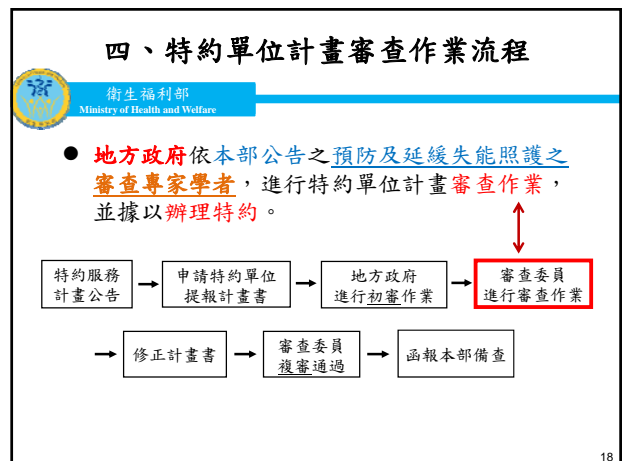 四、特約單位計畫審查作業流程
衛生福利部
Ministry of Health and Welfare
● 地方政府依本部公告之預防及延緩失能照護之
審查專家學者，進行特約單位計畫審查作業，
並據以辦理特約。
特約服務
計畫公告
申請特約單位
提報計畫書
地方政府
進行初審作業
審查委員
進行審查作業
修正計畫書
審查委員
複審通過
函報本部備查
18